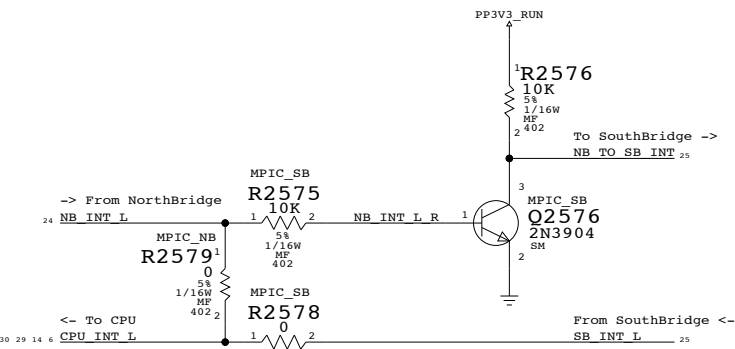 PP3V3_RUN
1
R2576
10K
5%
1/16W
MF
402
2
To SouthBridge ->
NB_TO_SB_INT 25
3
MPIC_SB
Q2576
2N3904
SM
1
2
MPIC_SB
R2575
10K
1 2
5%
1/16W
MF
402
-> From NorthBridge
24 NB_INT_L
NB_INT_L_R
MPIC_NB
R2579
1
0
5%
1/16W
MF
402
2
MPIC_SB
R2578
0
1 2
<- To CPU
30 29 14 6 CPU_INT_L
From SouthBridge <-
SB_INT_L 25